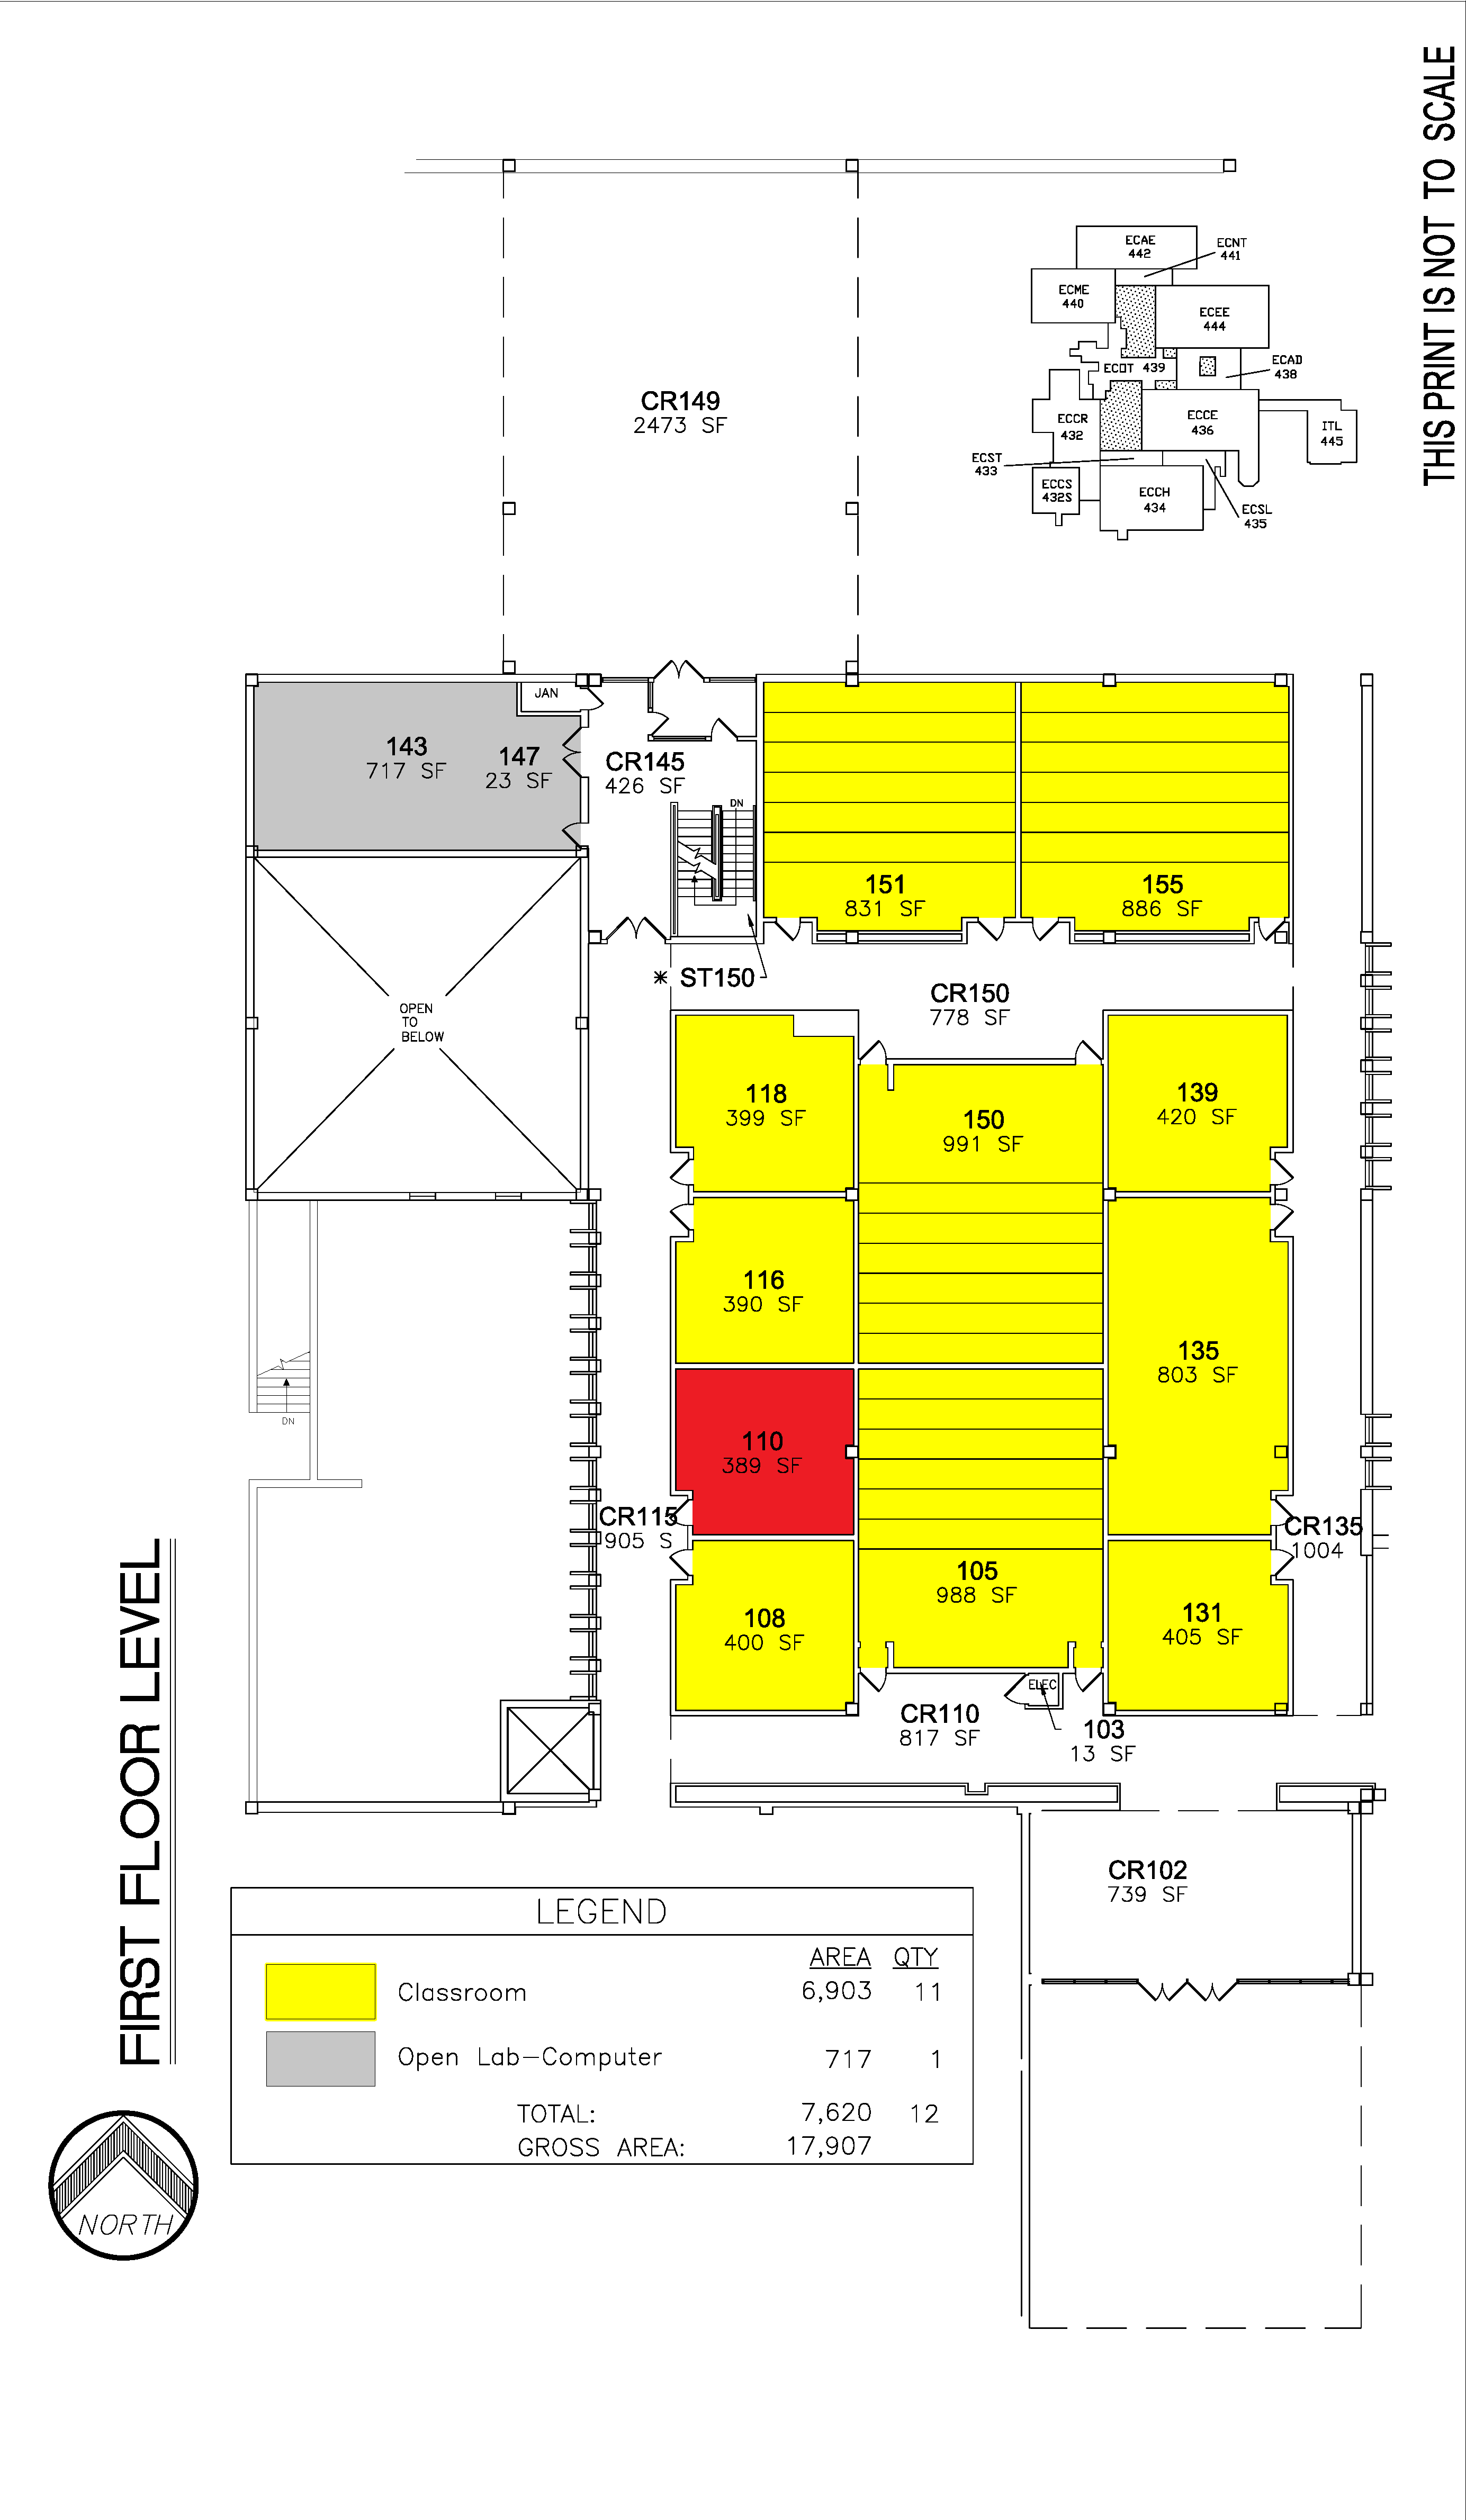 THIS PRINT IS NOT TO SCALE
ECAE
442
ECNT
441
ECME
440
ECEE
444
ECOT 439
ECAD
438
ECCR
432
ECCE
436
ITL
445
ECST
433
ECCS
432S
ECCH
434
ECSL
435
CR149
2473 SF
JAN
143
717 SF
147
23 SF
CR145
426 SF
DN
151
831 SF
155
886 SF
ST150
CR150
778 SF
OPEN
TO
BELOW
118
399 SF
150
991 SF
139
420 SF
116
390 SF
135
803 SF
DN
110
389 SF
CR115
905 S
CR135
1004
105
988 SF
108
400 SF
131
405 SF
ELEC
CR110
817 SF
103
13 SF
CR102
739 SF
FIRST FLOOR LEVEL
LEGEND
AREA QTY
Classroom 6,903 11
Open Lab-Computer 717 1
TOTAL: 7,620 12
GROSS AREA: 17,907
NORTH